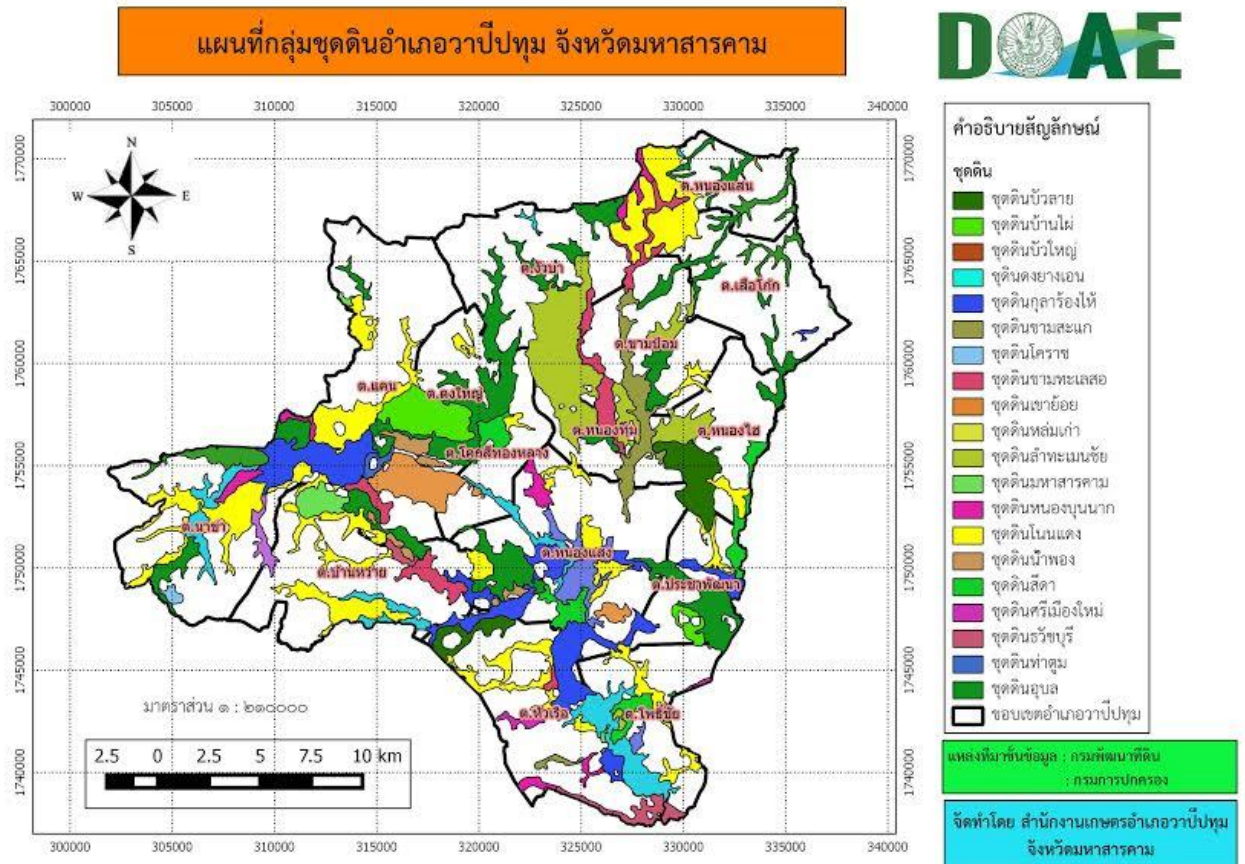 แผนที่กลุ่มชุดดินอำเภอวาปีปทุม จังหวัดมหาสารคาม
DOAE
300000 305000 310000 315000 320000 325000 330000 335000 340000
1770000 1770000
1765000 1765000
1760000 1760000
1755000 1755000
1750000 1750000
1745000 1745000
1740000 1740000
N
W E
S
ต.หนองแสน
ต.งัวบา
ต.เสือโก้ก
ต.ขามป้อม
ต.แคน
ต.ดงใหญ่
ต.หนองทุ่ม
ต.หนองไฮ
ต.โคกสีทองหลาง
ต.นาข่า
ต.หนองแสง
ต.บ้านหวาย
ต.ประชาพัฒนา
ต.หัวเรือ
ต.โพธิ์ชัย
มาตราส่วน ๑ : ๒๑๘๐๐๐
2.5 0 2.5 5 7.5 10 km
300000 305000 310000 315000 320000 325000 330000 335000 340000
คำอธิบายสัญลักษณ์
ชุดดิน
ชุดดินบัวลาย
ชุดดินบ้านไผ่
ชุดดินบัวใหญ่
ชุดินดงยางเอน
ชุดดินกุลาร้องไห้
ชุดดินขามสะแก
ชุดดินโคราช
ชุดดินขามทะเลสอ
ชุดดินเขาย้อย
ชุดดินหล่มเก่า
ชุดดินลำทะเมนชัย
ชุดดินมหาสารคาม
ชุดดินหนองบุนนาก
ชุดดินโนนแดง
ชุดดินน้ำพอง
ชุดดินสีดา
ชุดดินศรีเมืองใหม่
ชุดดินธวัชบุรี
ชุดดินท่าตูม
ชุดดินอุบล
ขอบเขตอำเภอวาปีปทุม
แหล่งที่มาชั้นข้อมูล : กรมพัฒนาที่ดิน
: กรมการปกครอง
จัดทำโดย สำนักงานเกษตรอำเภอวาปีปทุม
จังหวัดมหาสารคาม